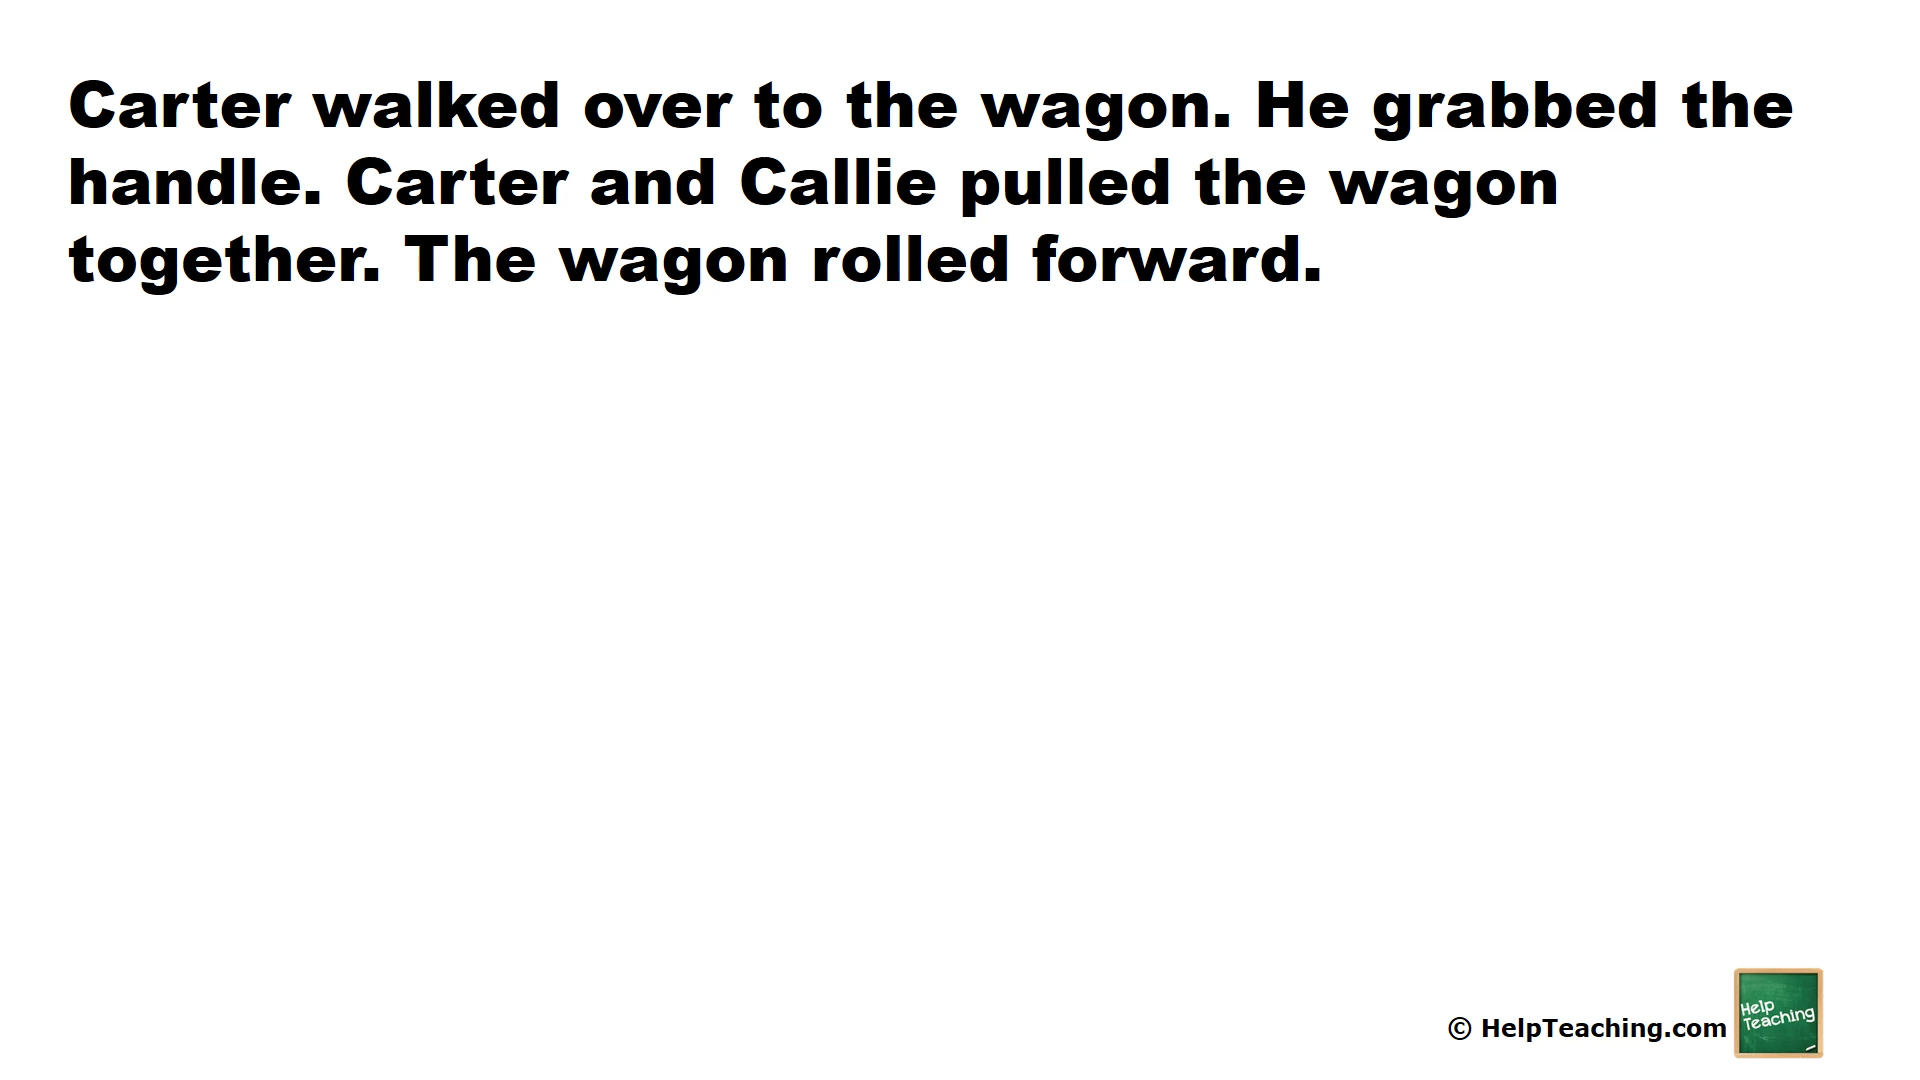 Carter walked over to the wagon. He grabbed the
handle. Carter and Callie pulled the wagon
together. The wagon rolled forward.
© HelpTeaching.com
Help
Teaching